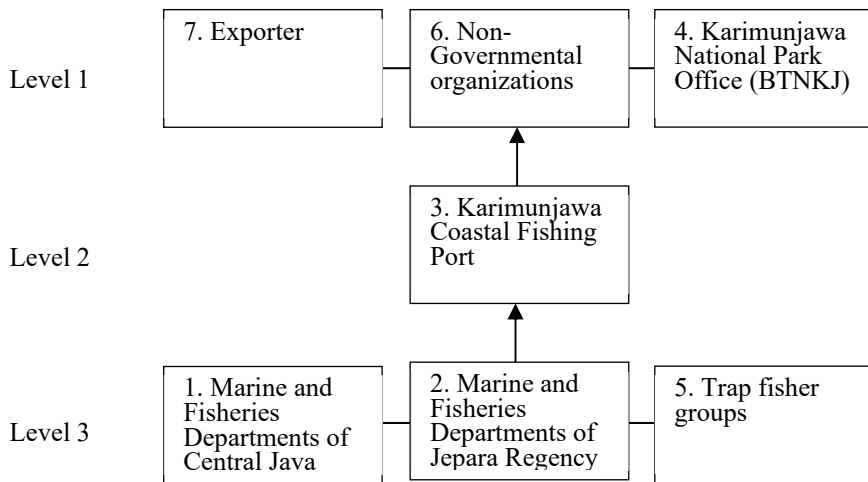 Level 1
7. Exporter
6. Non-
Governmental
organizations
4. Karimunjawa
National Park
Office (BTNKJ)
Level 2
3. Karimunjawa
Coastal Fishing
Port
Level 3
1. Marine and
Fisheries
Departments of
Central Java
2. Marine and
Fisheries
Departments of
Jepara Regency
5. Trap fisher
groups